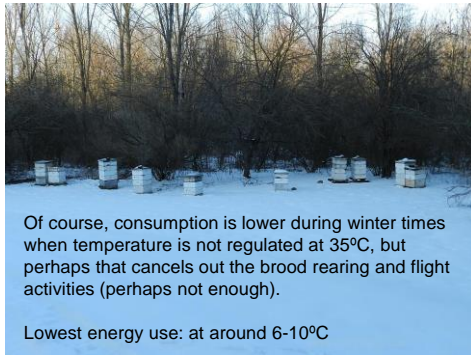 Of course, consumption is lower during winter times
when temperature is not regulated at 35ºC, but
perhaps that cancels out the brood rearing and flight
activities (perhaps not enough).
Lowest energy use: at around 6-10ºC